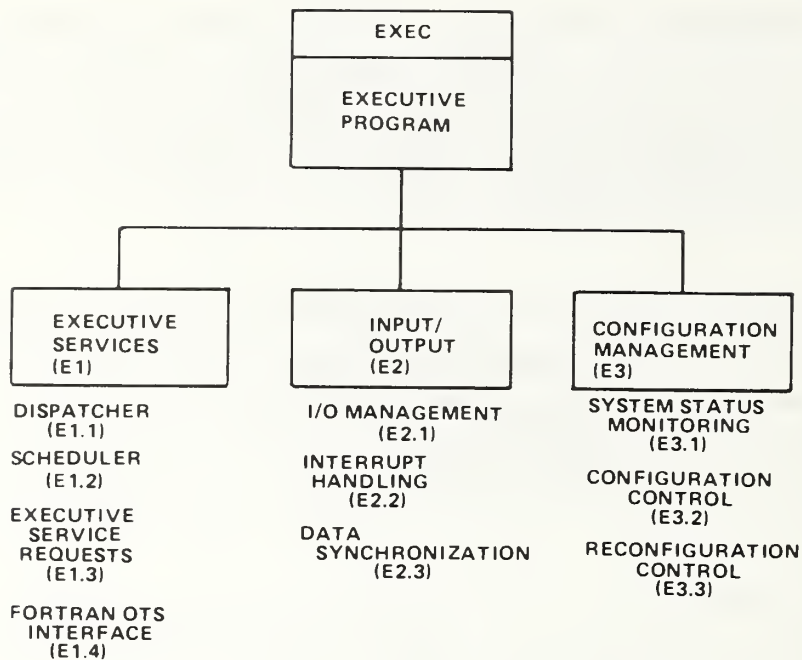 EXEC
EXECUTIVE
PROGRAM
EXECUTIVE
SERVICES
(E1)
DISPATCHER
(E1.1)
SCHEDULER
(E1.2)
EXECUTIVE
SERVICE
REQUESTS
(E1.3)
FORTRAN OTS
INTERFACE
(E1.4)
INPUT/
OUTPUT
(E2)
I/O MANAGEMENT
(E2.1)
INTERRUPT
HANDLING
(E2.2)
DATA
SYNCHRONIZATION
(E2.3)
CONFIGURATION
MANAGEMENT
(E3)
SYSTEM STATUS
MONITORING
(E3.1)
CONFIGURATION
CONTROL
(E3.2)
RECONFIGURATION
CONTROL
(E3.3)